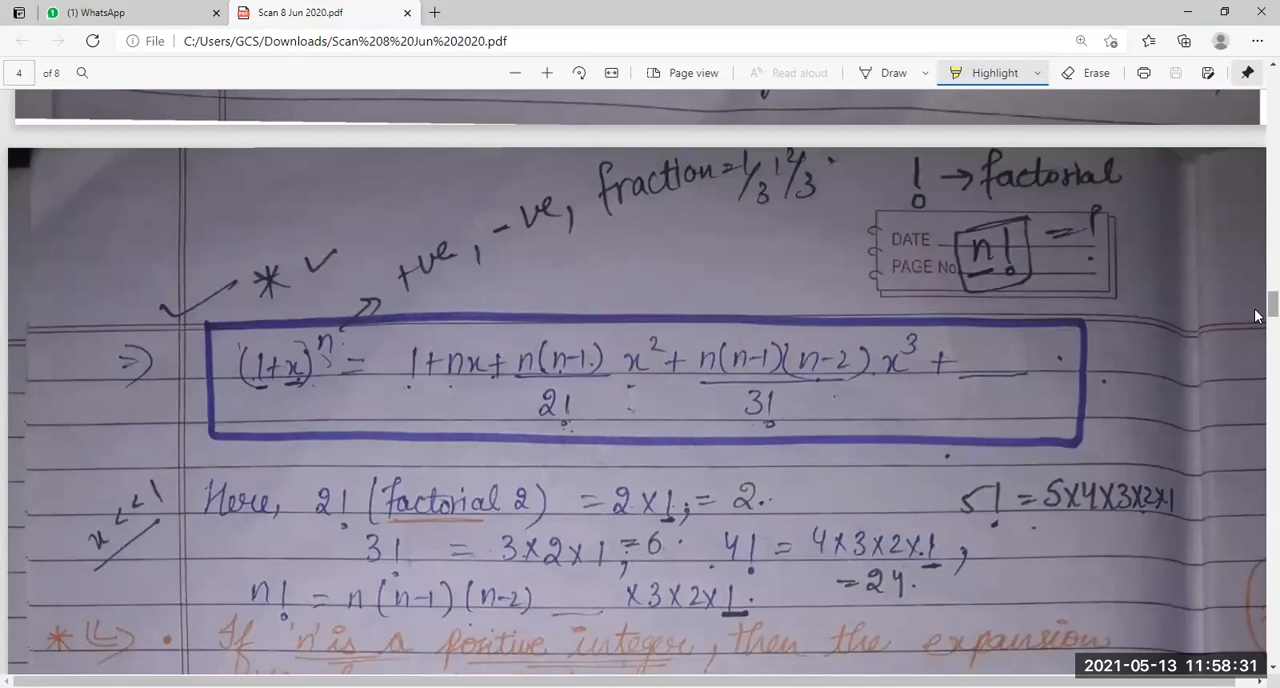 (1) WhatsApp
Scan 8 Jun 2020.pdf
File C:/Users/GCS/Downloads/Scan%208%20Jun%202020.pdf
4 of 8
Page view
Read aloud
Draw
Highlight
Erase
+ve, -ve, fraction = 1/3, 2/3
! → factorial
DATE
PAGE No
n! = ?
* ✓
⇒ (1+x)^n = 1+nx+ n(n-1)/2! x² + n(n-1)(n-2)/3! x³ + ___
x << 1
Here, 2! (factorial 2) = 2×1; = 2. 5! = 5×4×3×2×1
3! = 3×2×1; =6. 4! = 4×3×2×1,
= 24.
n! = n(n-1)(n-2) __ ×3×2×1.
* (L) • If 'n' is a positive integer, then the expansion
2021-05-13 11:58:31